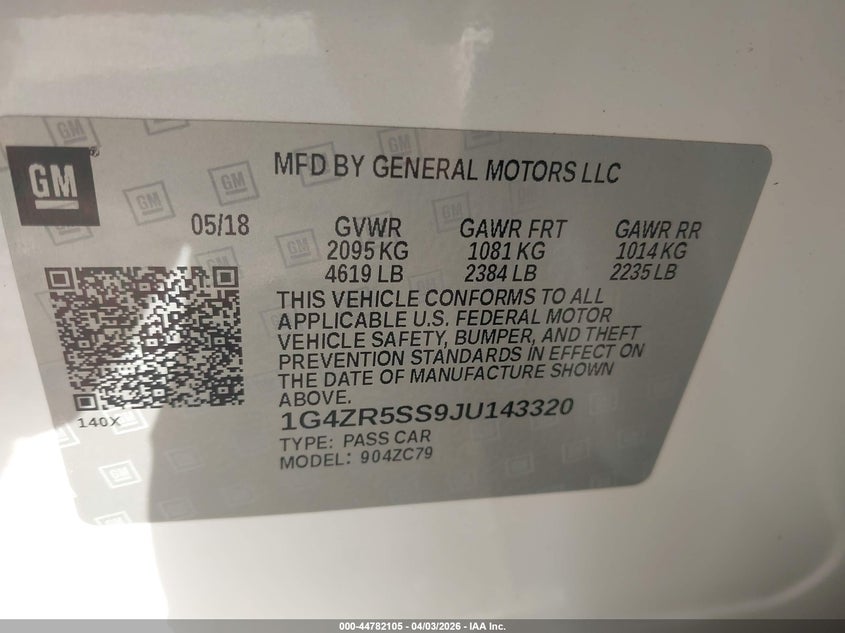 GM
MFD BY GENERAL MOTORS LLC
05/18
GVWR GAWR FRT GAWR RR
2095 KG 1081 KG 1014 KG
4619 LB 2384 LB 2235 LB
THIS VEHICLE CONFORMS TO ALL
APPLICABLE U.S. FEDERAL MOTOR
VEHICLE SAFETY, BUMPER, AND THEFT
PREVENTION STANDARDS IN EFFECT ON
THE DATE OF MANUFACTURE SHOWN
ABOVE.
140X
1G4ZR5SS9JU143320
TYPE: PASS CAR
MODEL: 904ZC79
000-44782105 - 04/03/2026 - IAA Inc.